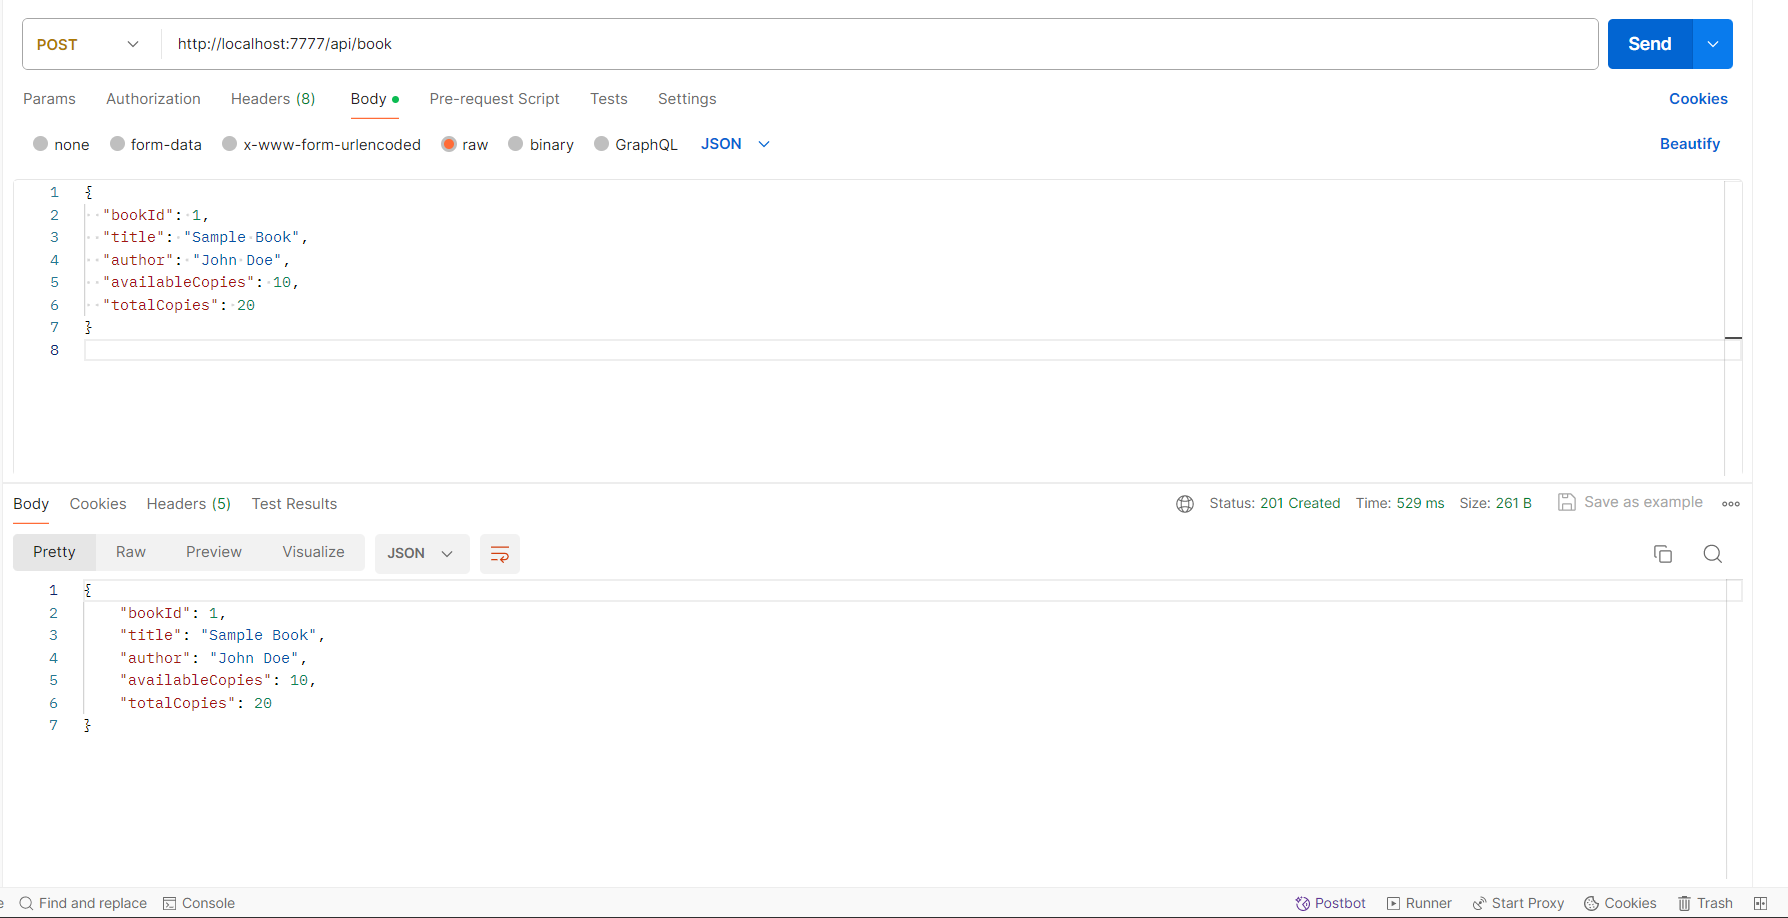 POST http://localhost:7777/api/book Send
Params Authorization Headers (8) Body Pre-request Script Tests Settings Cookies
none form-data x-www-form-urlencoded raw binary GraphQL JSON Beautify
1 {
2 "bookId": 1,
3 "title": "Sample Book",
4 "author": "John Doe",
5 "availableCopies": 10,
6 "totalCopies": 20
7 }
8
Body Cookies Headers (5) Test Results Status: 201 Created Time: 529 ms Size: 261 B Save as example
Pretty Raw Preview Visualize JSON
1 {
2 "bookId": 1,
3 "title": "Sample Book",
4 "author": "John Doe",
5 "availableCopies": 10,
6 "totalCopies": 20
7 }
e Find and replace Console Postbot Runner Start Proxy Cookies Trash